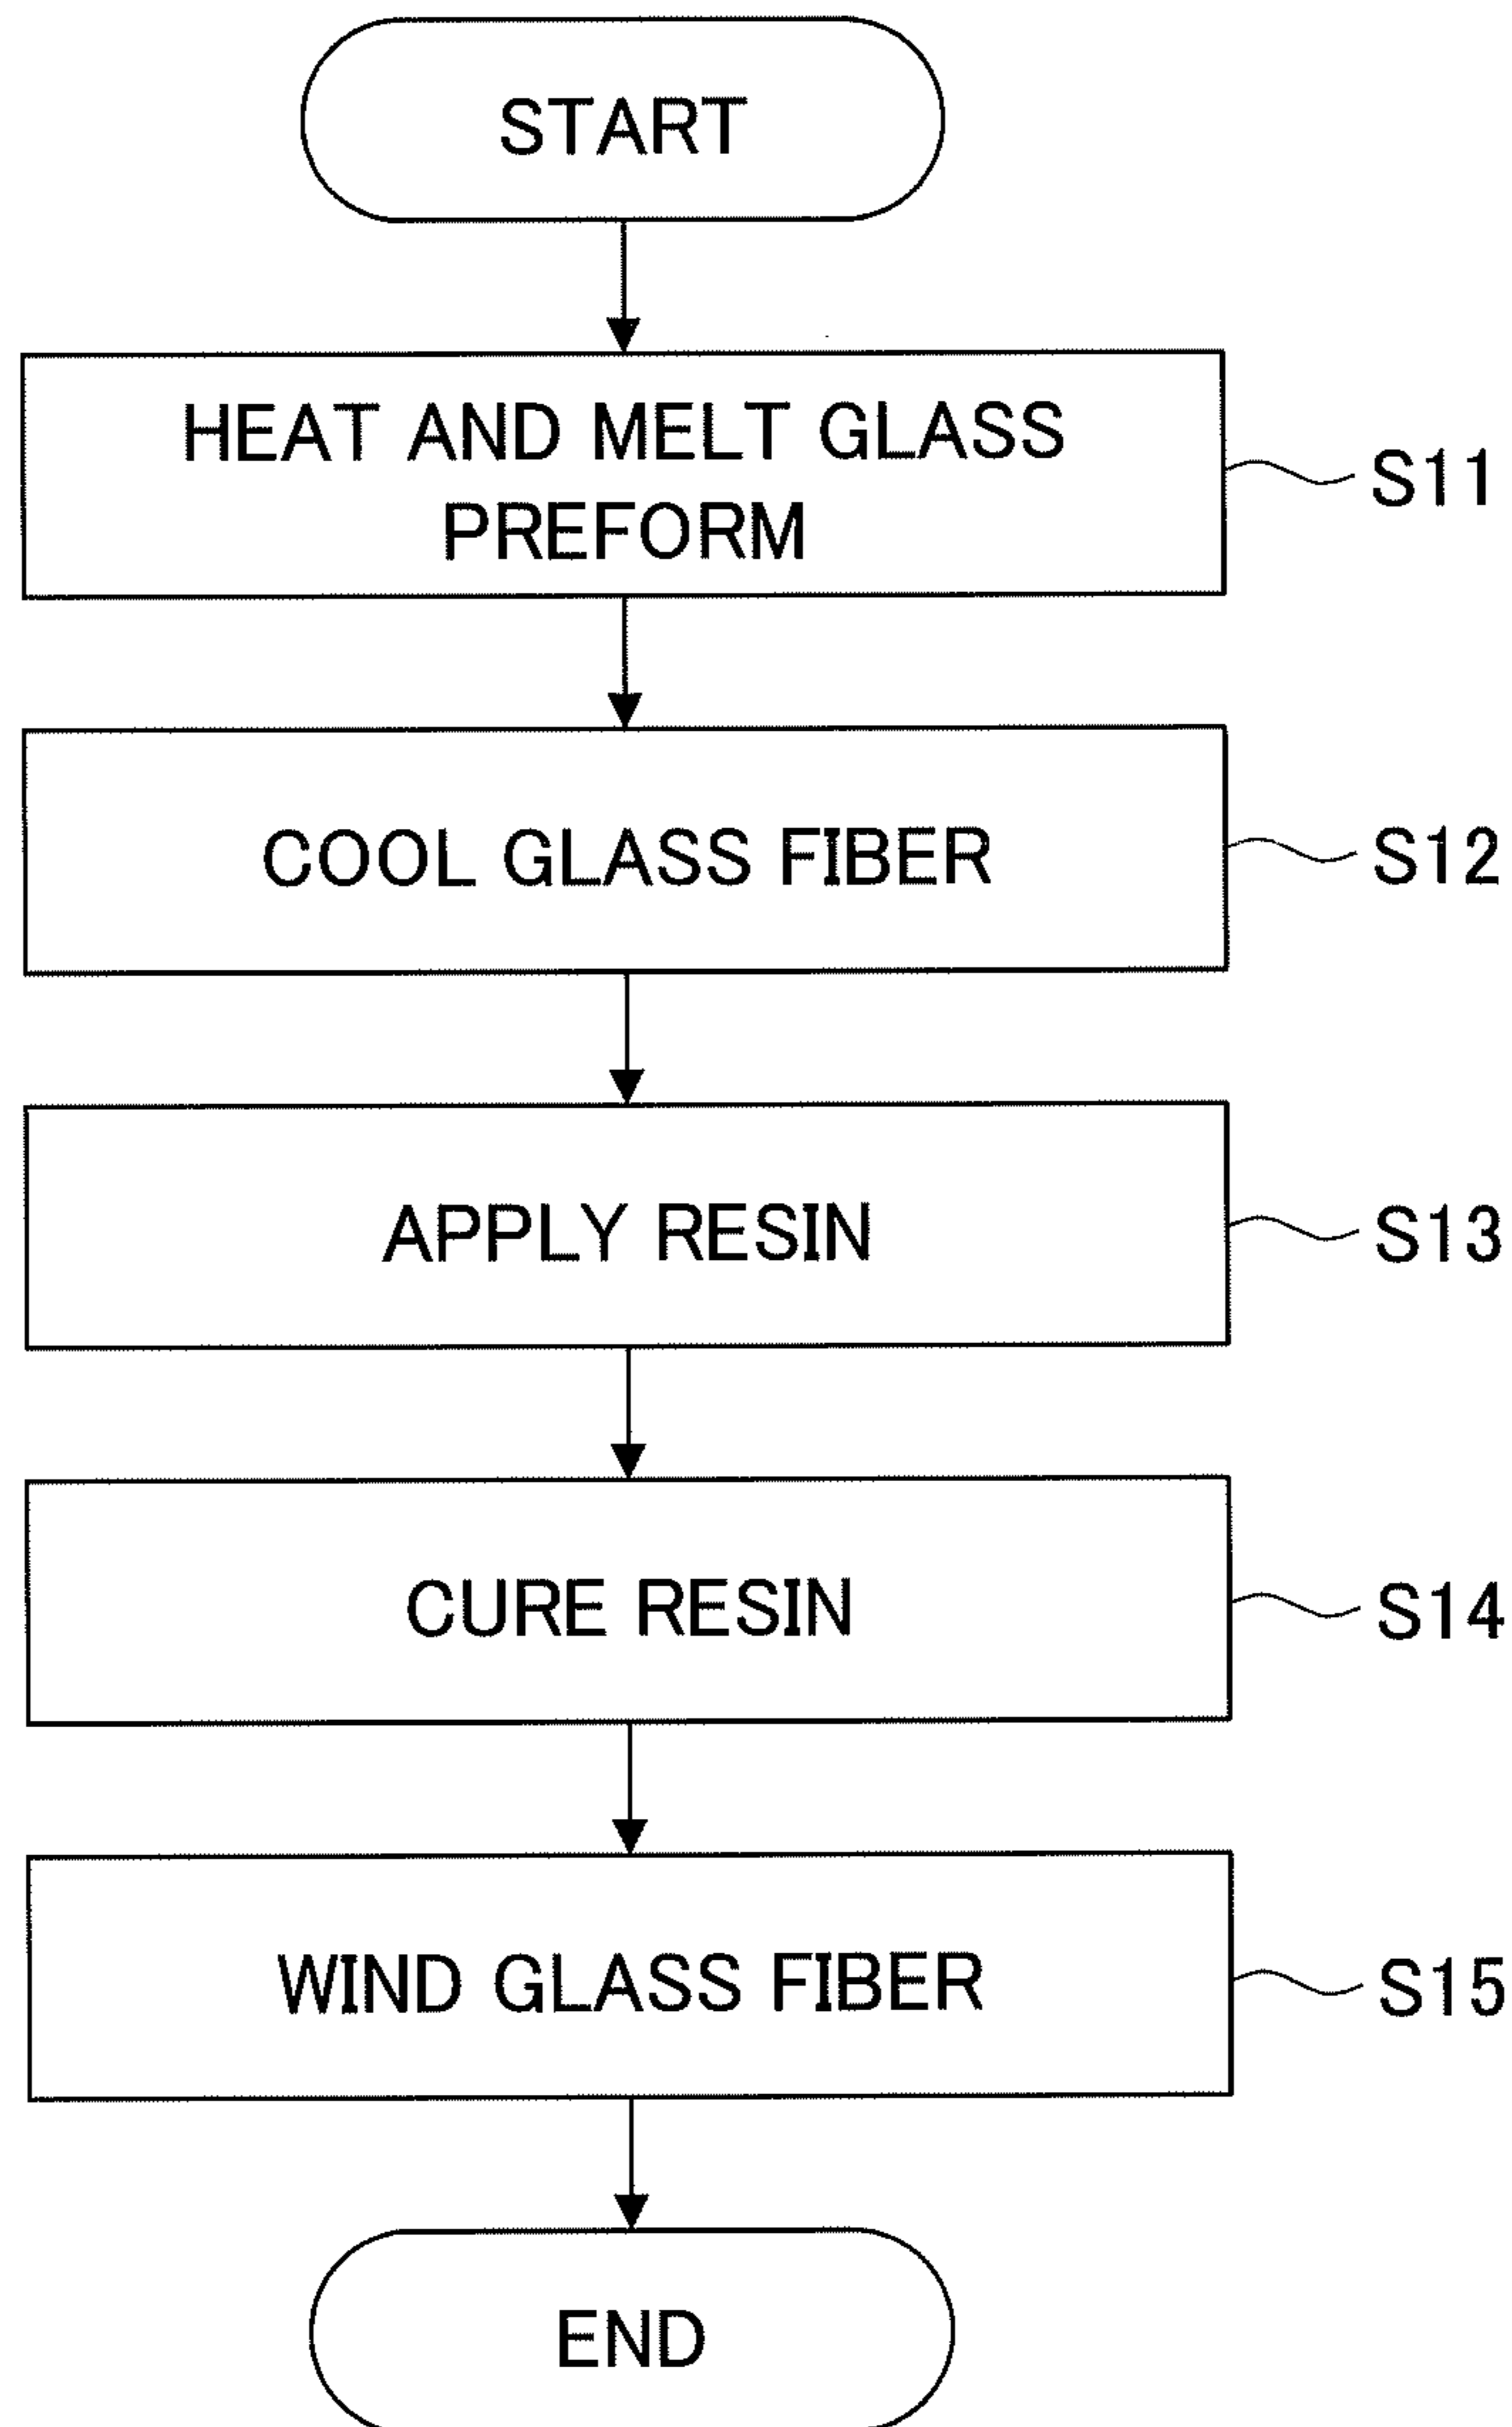 START
HEAT AND MELT GLASS
PREFORM
S11
COOL GLASS FIBER
S12
APPLY RESIN
S13
CURE RESIN
S14
WIND GLASS FIBER
S15
END